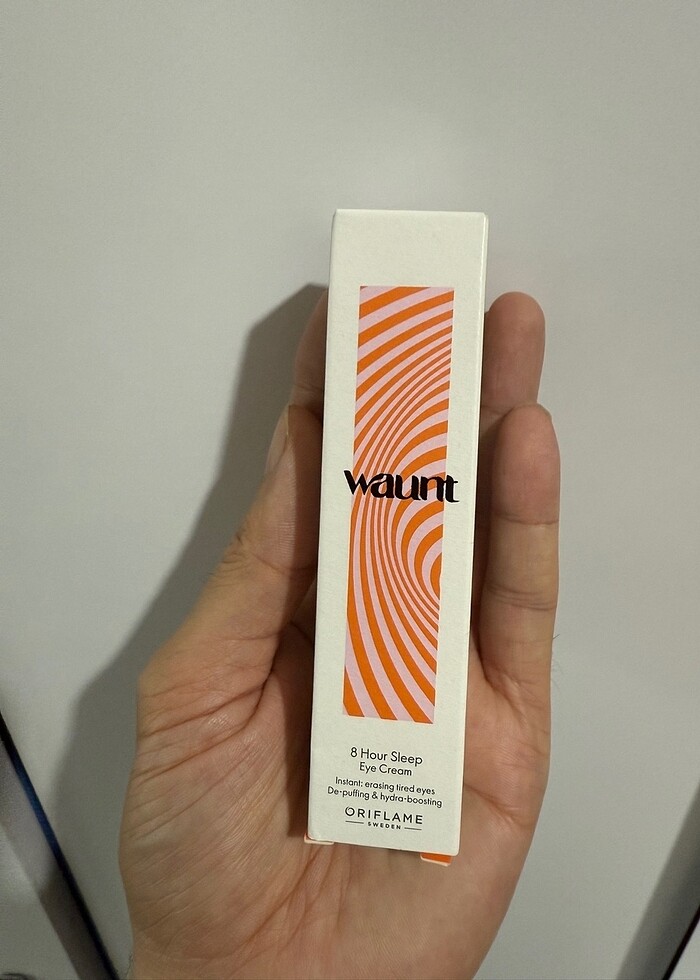 waunt
8 Hour Sleep
Eye Cream
Instant: erasing tired eyes
De-puffing & hydra-boosting
ORIFLAME
SWEDEN